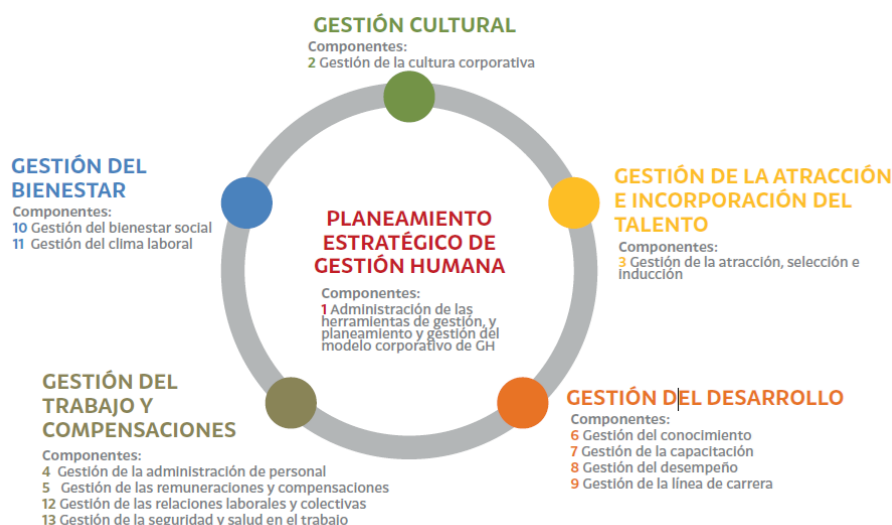 GESTIÓN CULTURAL
Componentes:
2 Gestión de la cultura corporativa
GESTIÓN DEL
BIENESTAR
Componentes:
10 Gestión del bienestar social
11 Gestión del clima laboral
GESTIÓN DE LA ATRACCIÓN
E INCORPORACIÓN DEL
TALENTO
Componentes:
3 Gestión de la atracción, selección e
inducción
PLANEAMIENTO
ESTRATÉGICO DE
GESTIÓN HUMANA
Componentes:
1 Administración de las
herramientas de gestión, y
planeamiento y gestión del
modelo corporativo de GH
GESTIÓN DEL
TRABAJO Y
COMPENSACIONES
Componentes:
4 Gestión de la administración de personal
5 Gestión de las remuneraciones y compensaciones
12 Gestión de las relaciones laborales y colectivas
13 Gestión de la seguridad y salud en el trabajo
GESTIÓN DEL DESARROLLO
Componentes:
6 Gestión del conocimiento
7 Gestión de la capacitación
8 Gestión del desempeño
9 Gestión de la línea de carrera